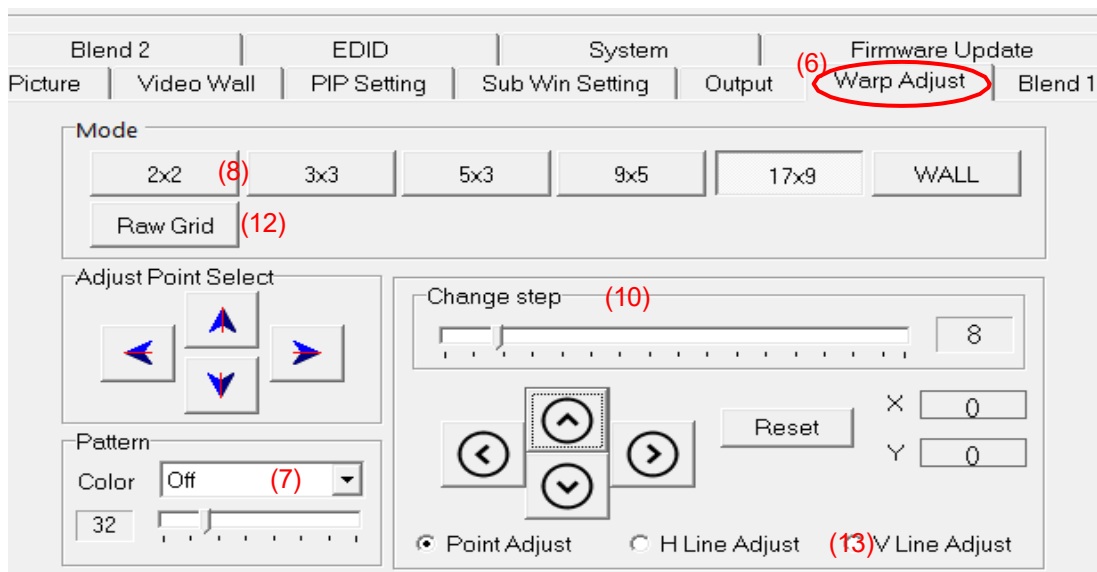 Blend 2 EDID System Firmware Update
(6)
Picture Video Wall PIP Setting Sub Win Setting Output Warp Adjust Blend 1
Mode
2x2 (8) 3x3 5x3 9x5 17x9 WALL
Raw Grid (12)
Adjust Point Select
Change step (10)
8
Reset
X 0
Y 0
Pattern
Color Off (7)
32
Point Adjust H Line Adjust (13) V Line Adjust